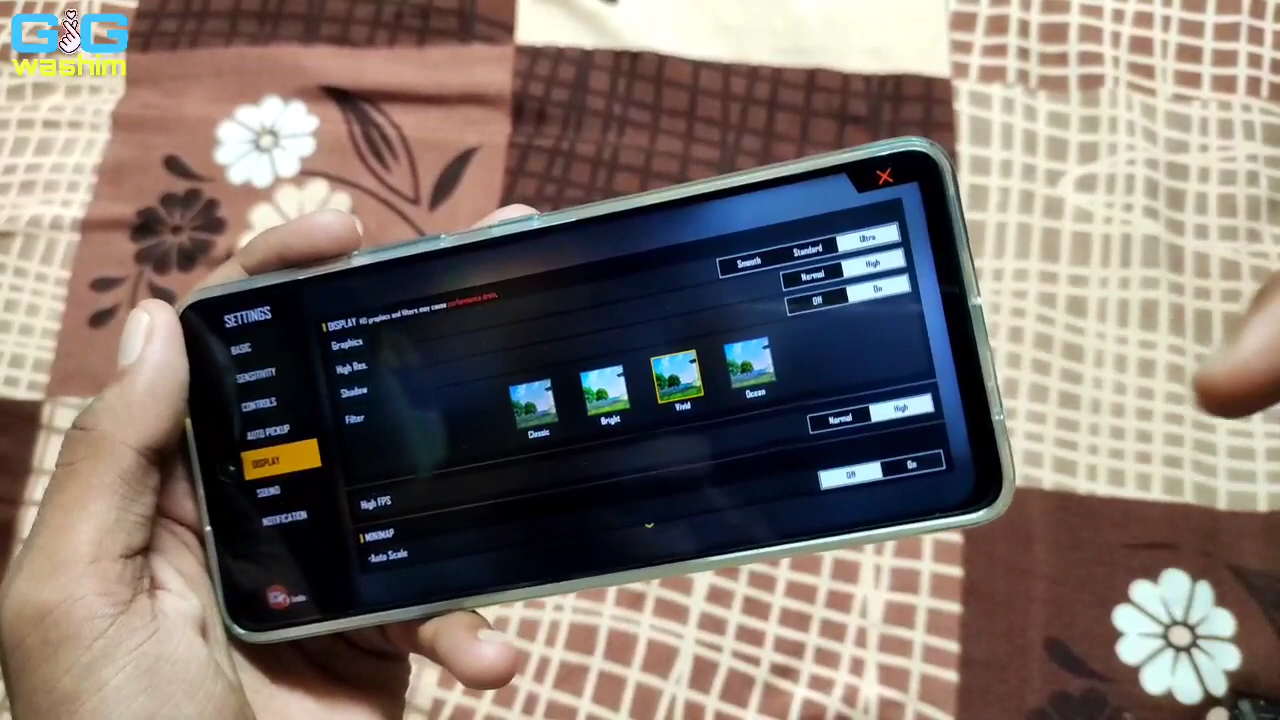 GG
washim
SETTINGS
BASIC
SENSITIVITY
CONTROLS
AUTO PICKUP
DISPLAY
SOUND
NOTIFICATION
DISPLAY HD graphics and filters may cause performance drain.
Graphics Smooth Standard Ultra
High Res. Normal High
Shadow Off On
Filter
Classic Bright Vivid Ocean
High FPS Normal High
MINIMAP
Auto Scale Off On